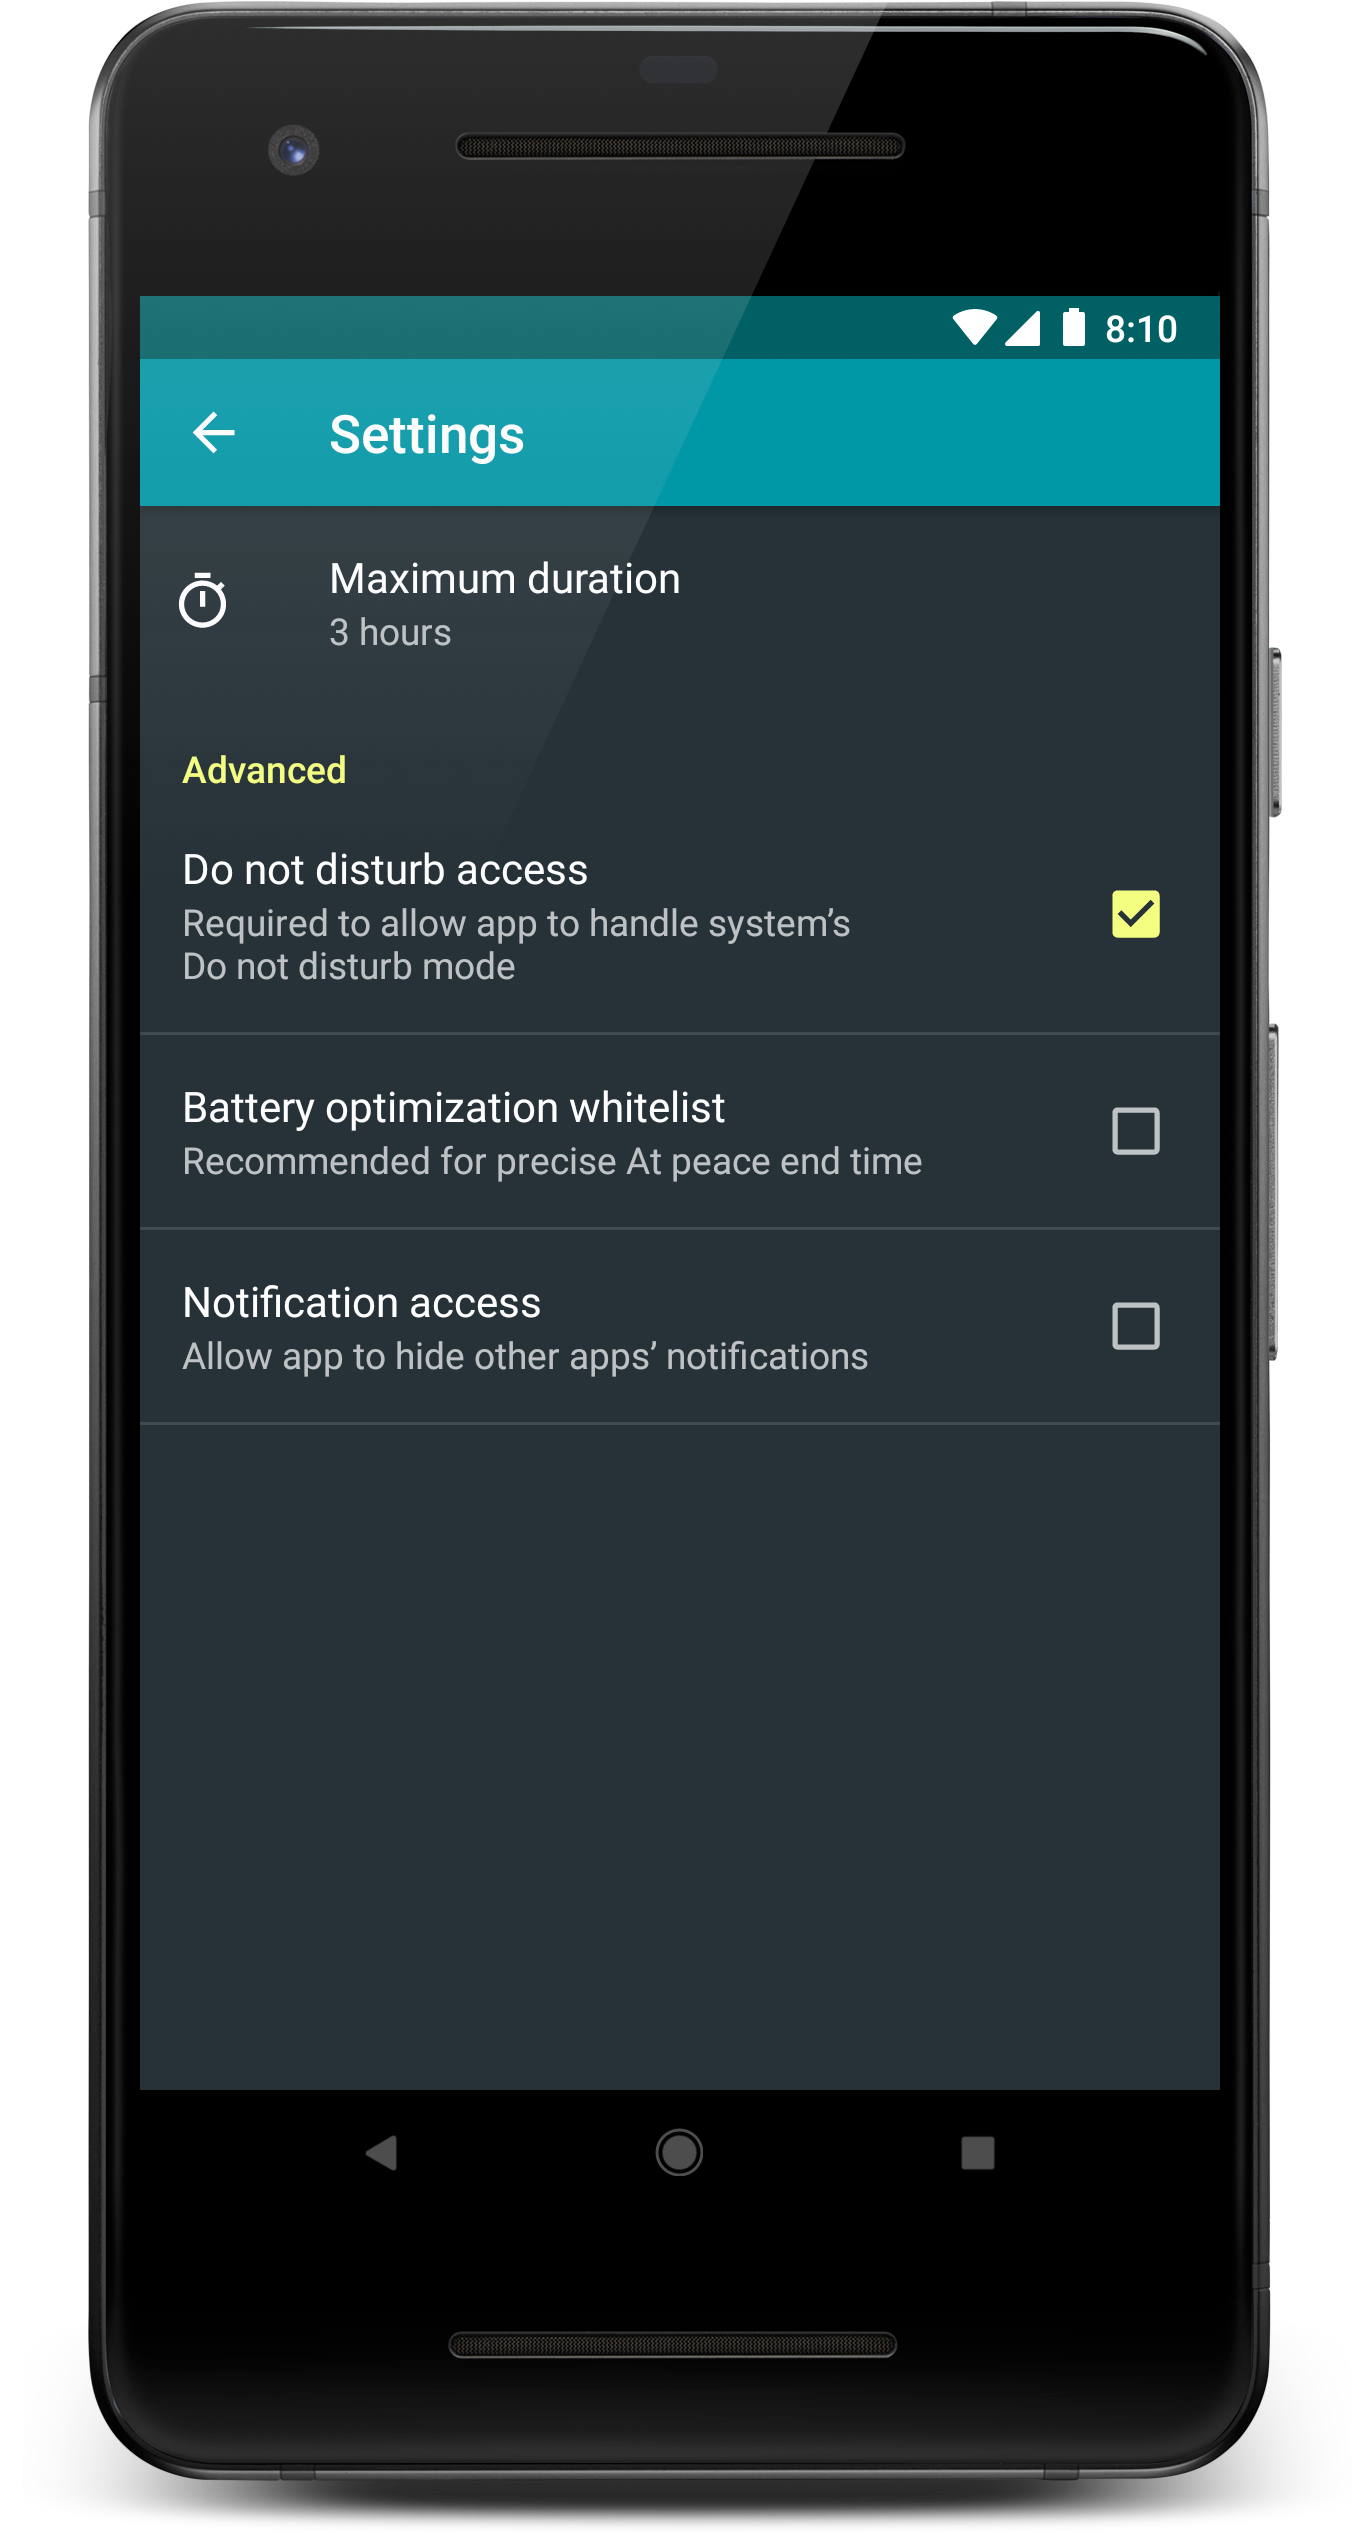 8:10
Settings
Maximum duration
3 hours
Advanced
Do not disturb access
Required to allow app to handle system’s
Do not disturb mode
Battery optimization whitelist
Recommended for precise At peace end time
Notification access
Allow app to hide other apps’ notifications